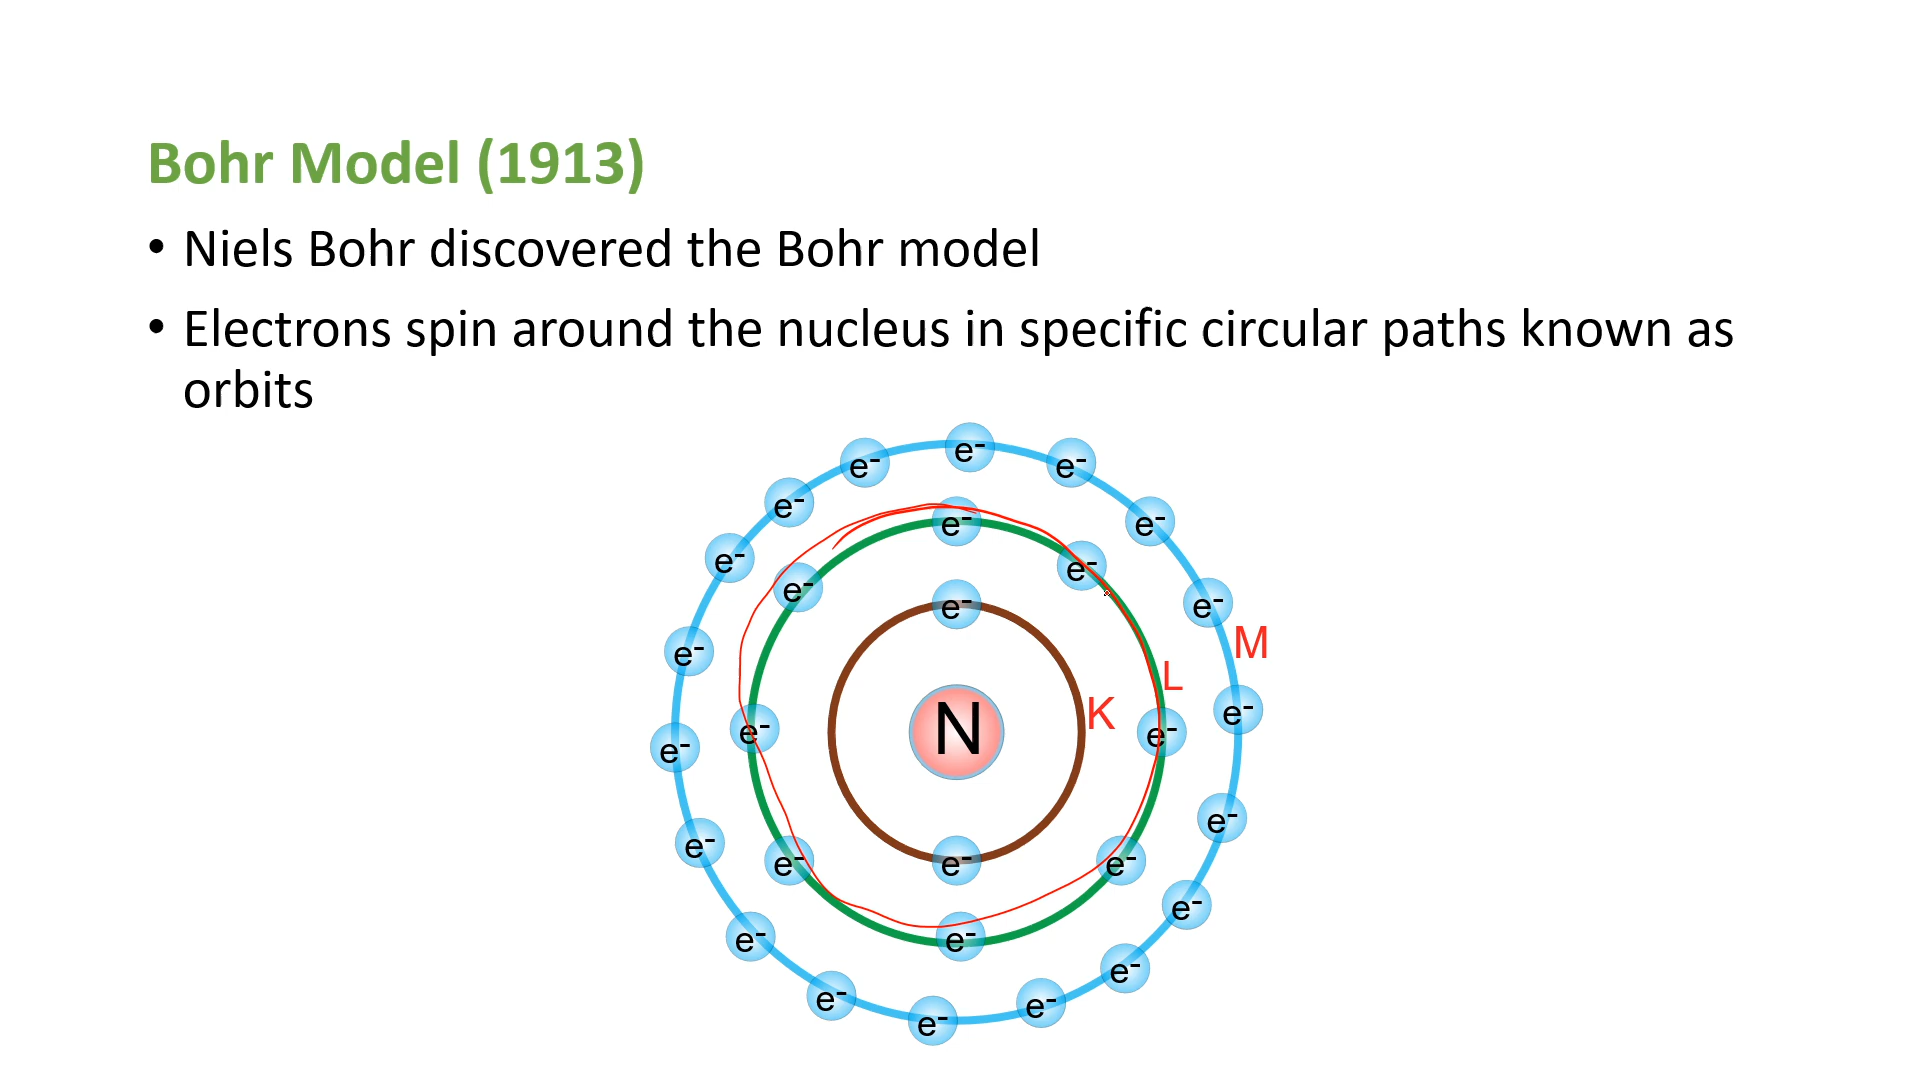 Bohr Model (1913)
• Niels Bohr discovered the Bohr model
• Electrons spin around the nucleus in specific circular paths known as
orbits
e-
e- e-
e- e-
e-
e-
e-
e-
e-
e-
e-
M
e-
L
K
e-
N
e- e-
e-
e-
e-
e- e- e-
e-
e-
e-
e-
e-
e-
e-